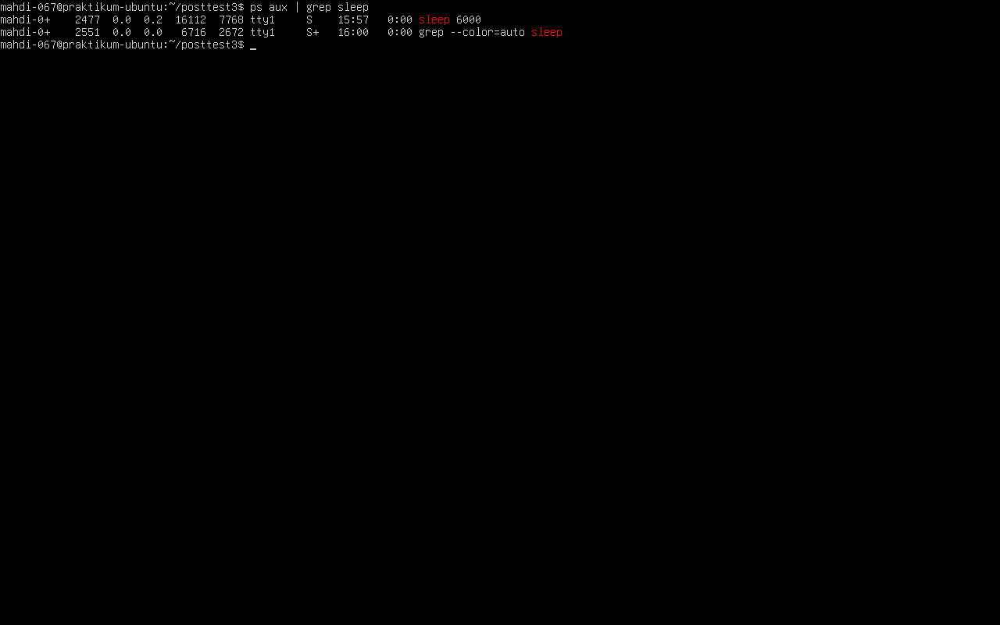 mahdi-067@praktikum-ubuntu:~/posttest3$ ps aux | grep sleep
mahdi-0+    2477  0.0  0.2  16112  7768 tty1     S    15:57   0:00 sleep 6000
mahdi-0+    2551  0.0  0.0   6716  2672 tty1     S+   16:00   0:00 grep --color=auto sleep
mahdi-067@praktikum-ubuntu:~/posttest3$ _